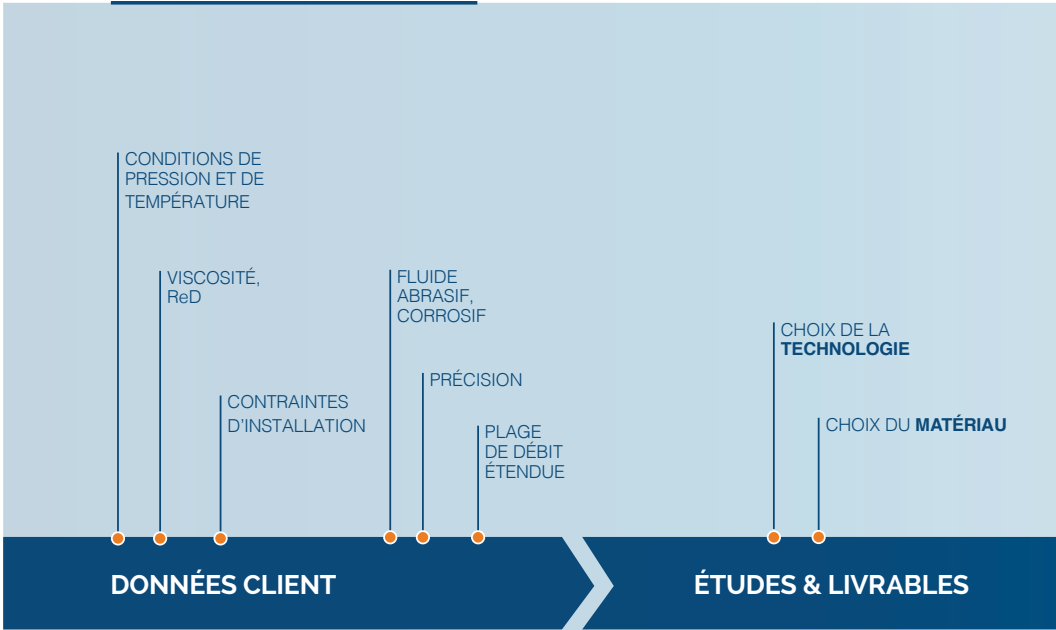 CONDITIONS DE
PRESSION ET DE
TEMPÉRATURE
VISCOSITÉ,
ReD
CONTRAINTES
D'INSTALLATION
FLUIDE
ABRASIF,
CORROSIF
PRÉCISION
PLAGE
DE DÉBIT
ÉTENDUE
CHOIX DE LA
TECHNOLOGIE
CHOIX DU MATÉRIAU
DONNÉES CLIENT
ÉTUDES & LIVRABLES